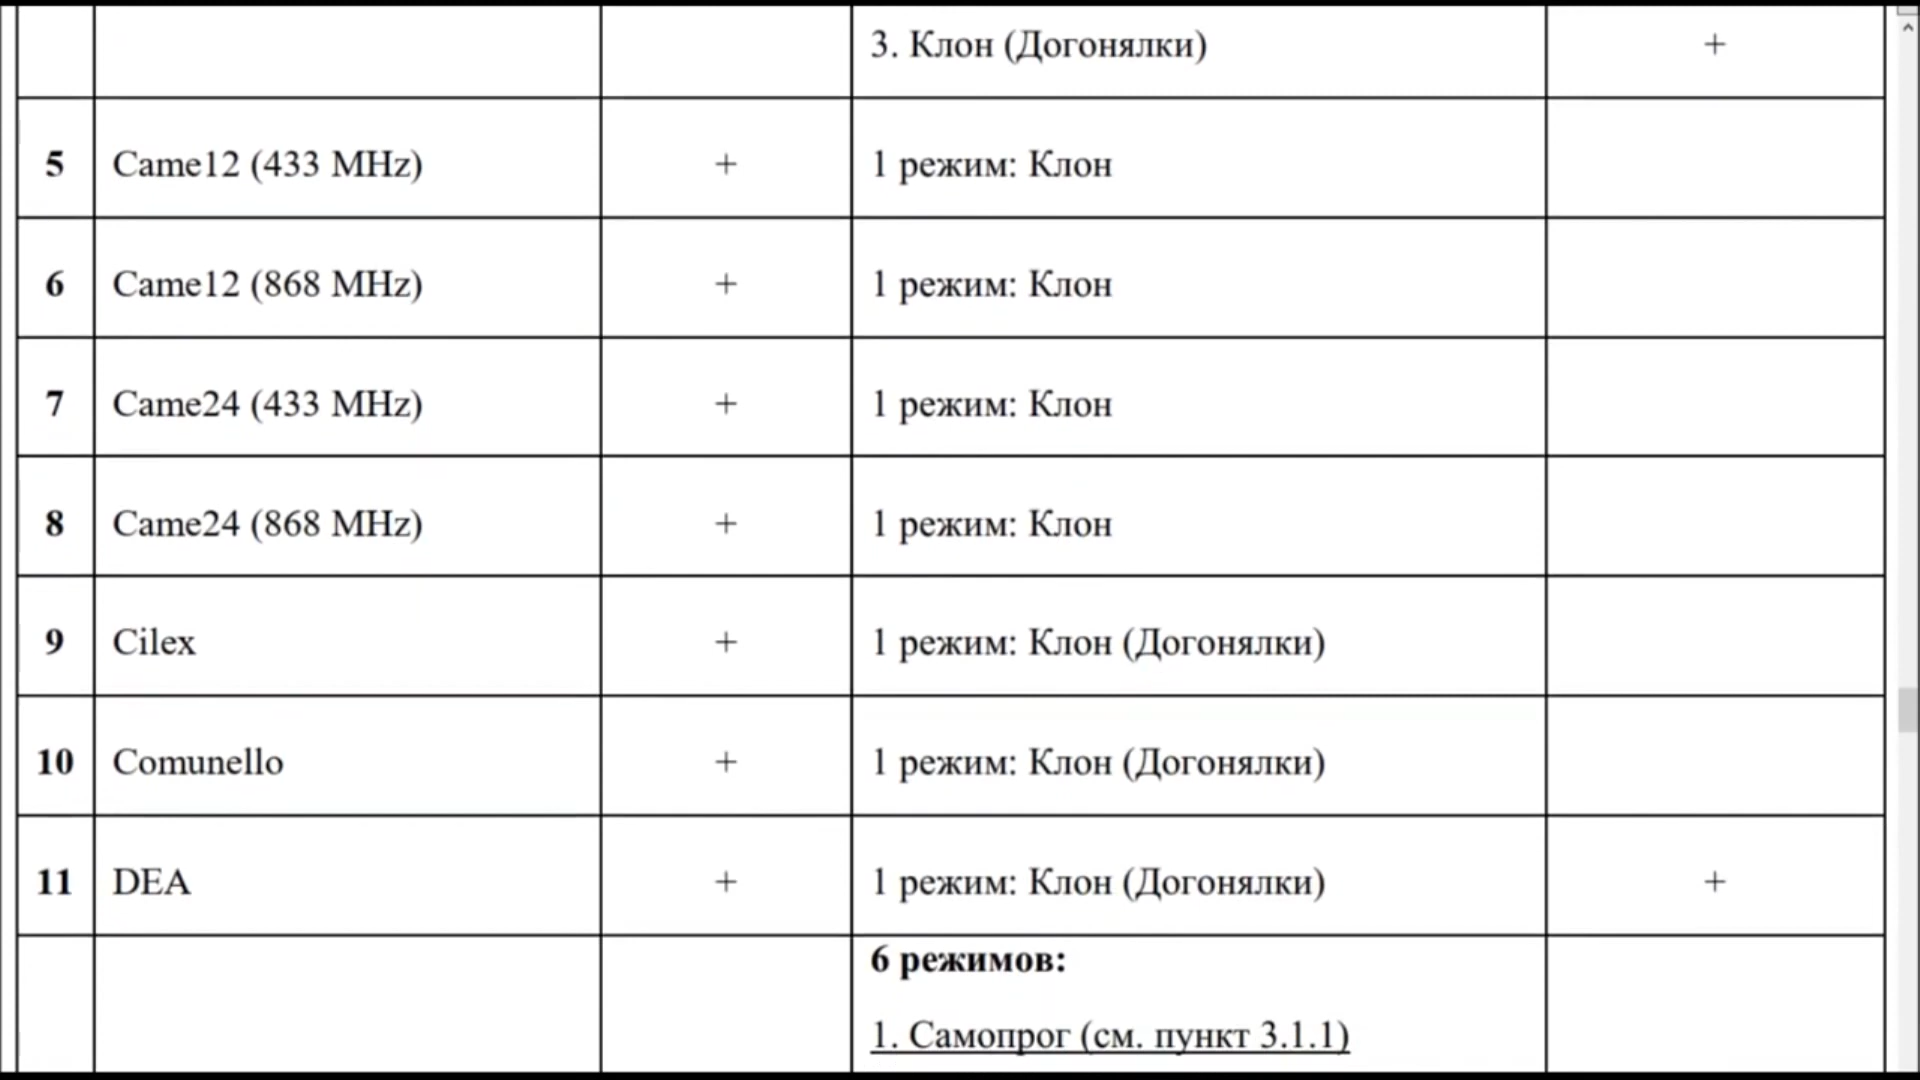 3. Клон (Догонялки) +
5 Came12 (433 MHz) + 1 режим: Клон
6 Came12 (868 MHz) + 1 режим: Клон
7 Came24 (433 MHz) + 1 режим: Клон
8 Came24 (868 MHz) + 1 режим: Клон
9 Cilex + 1 режим: Клон (Догонялки)
10 Comunello + 1 режим: Клон (Догонялки)
11 DEA + 1 режим: Клон (Догонялки) +
6 режимов:
1. Самопрог (см. пункт 3.1.1)